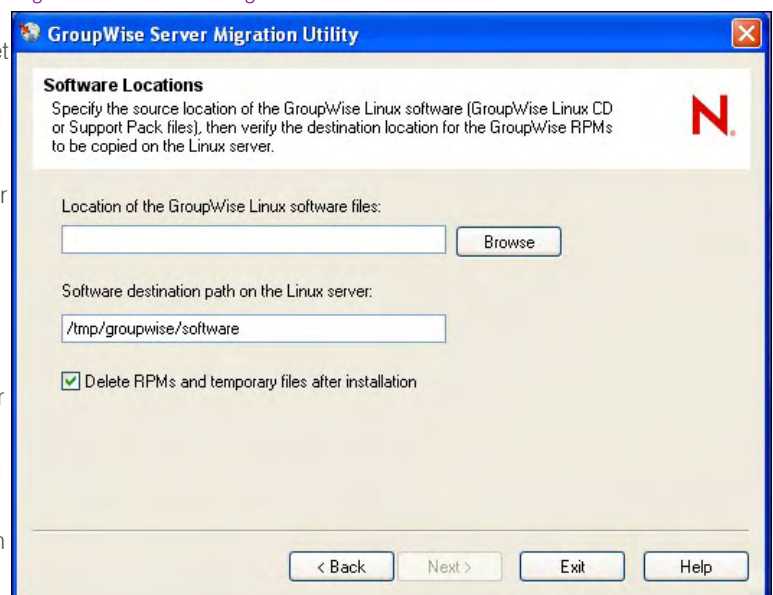 GroupWise Server Migration Utility
Software Locations
Specify the source location of the GroupWise Linux software (GroupWise Linux CD
or Support Pack files), then verify the destination location for the GroupWise RPMs
to be copied on the Linux server.
N
Location of the GroupWise Linux software files:
Browse
Software destination path on the Linux server:
/tmp/groupwise/software
Delete RPMs and temporary files after installation
< Back
Next >
Exit
Help